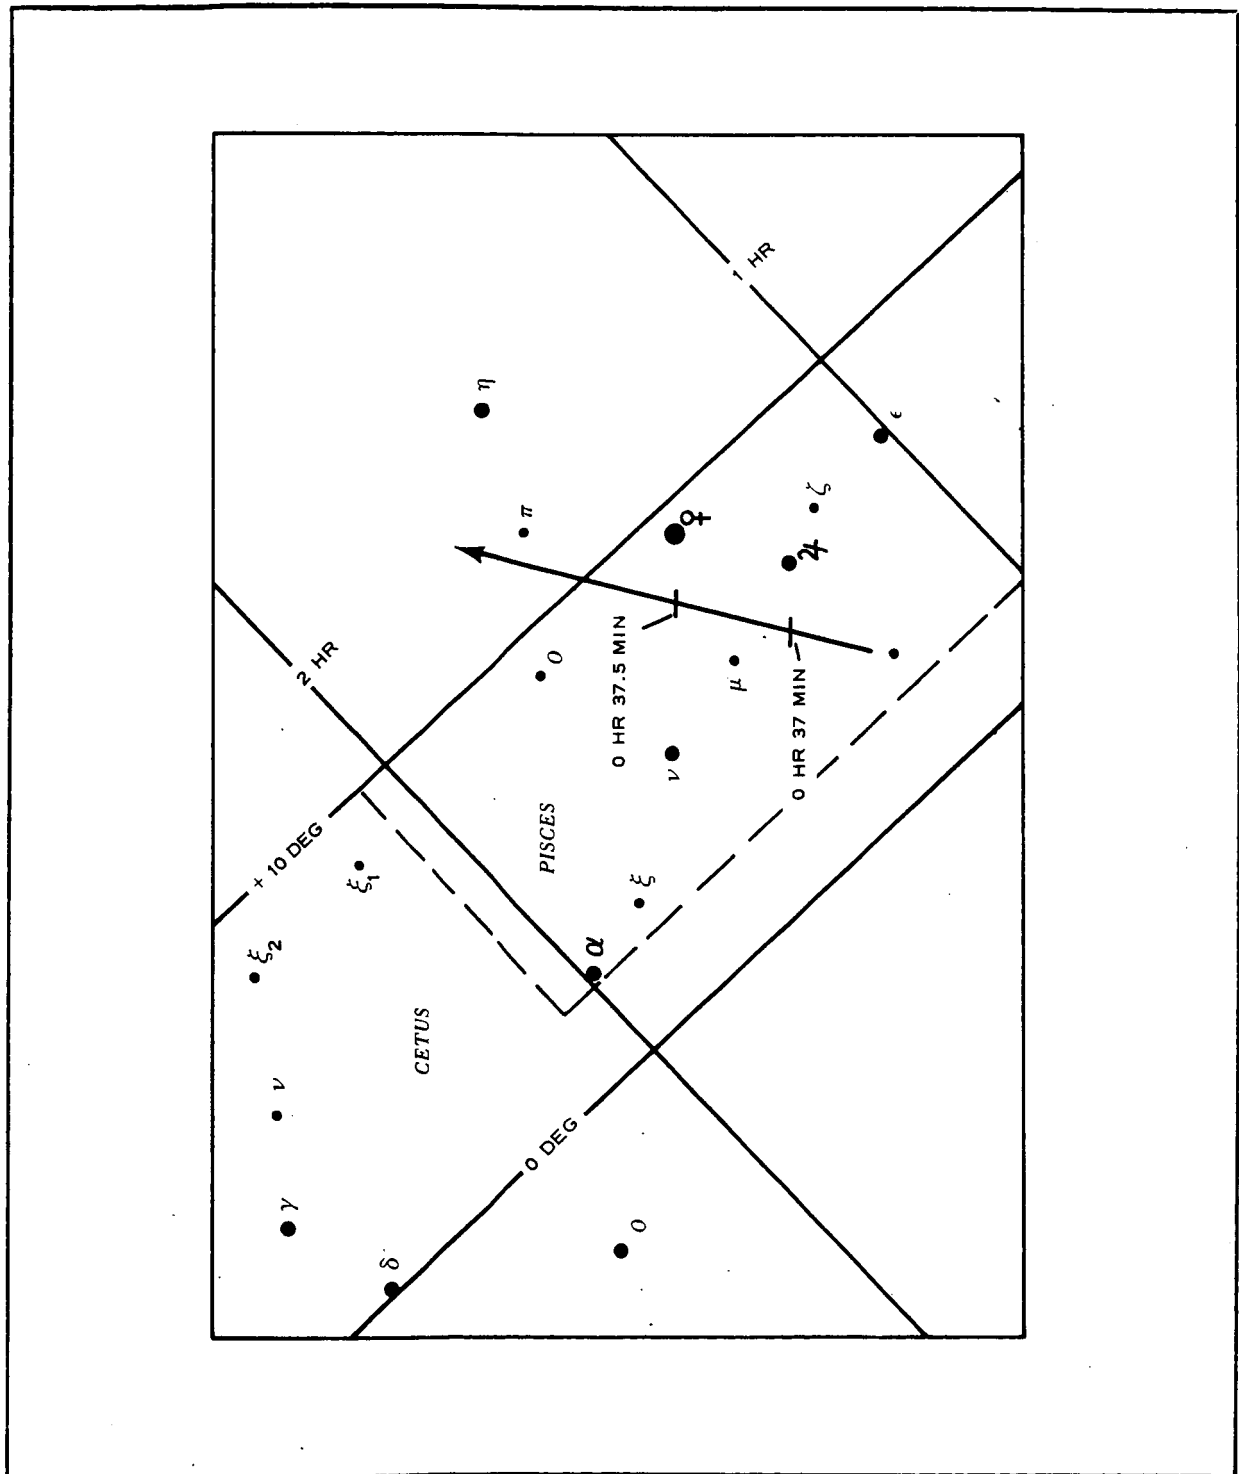 1 HR
η
ε
π
ζ
♀
♃
2 HR
ο
0 HR 37.5 MIN
μ
0 HR 37 MIN
ν
PISCES
+ 10 DEG
ξ1
ξ
α
ξ2
CETUS
ν
0 DEG
γ
ο
δ